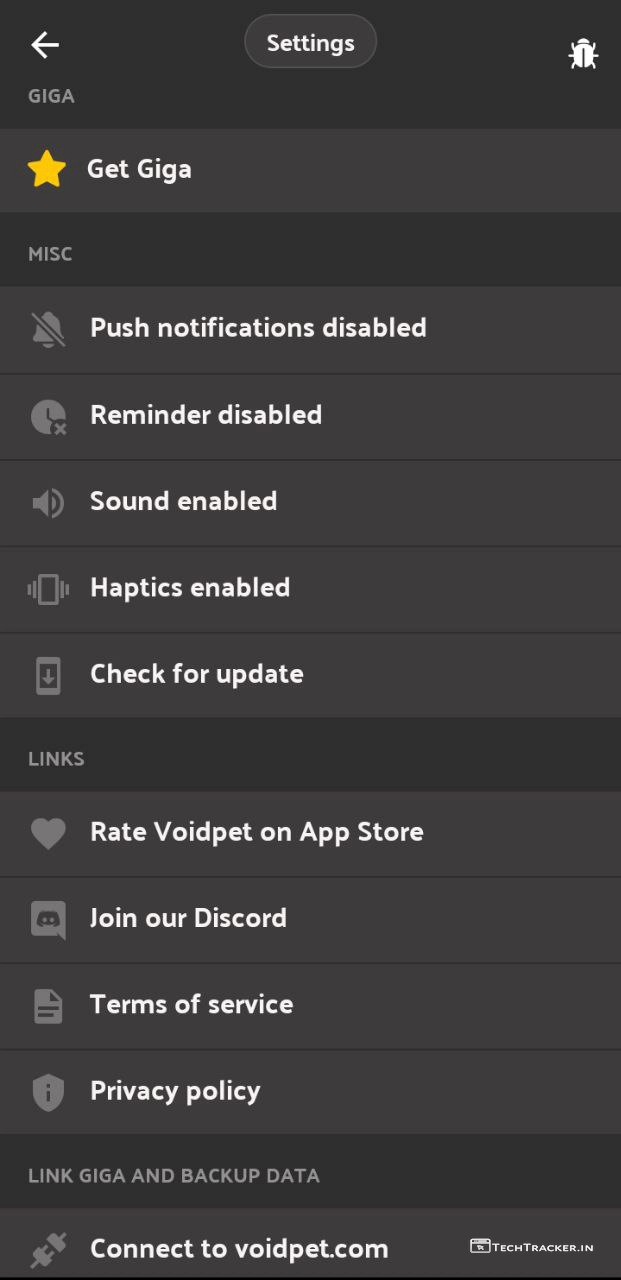 Settings
GIGA
Get Giga
MISC
Push notifications disabled
Reminder disabled
Sound enabled
Haptics enabled
Check for update
LINKS
Rate Voidpet on App Store
Join our Discord
Terms of service
Privacy policy
LINK GIGA AND BACKUP DATA
Connect to voidpet.com
TECHTRACKER.IN